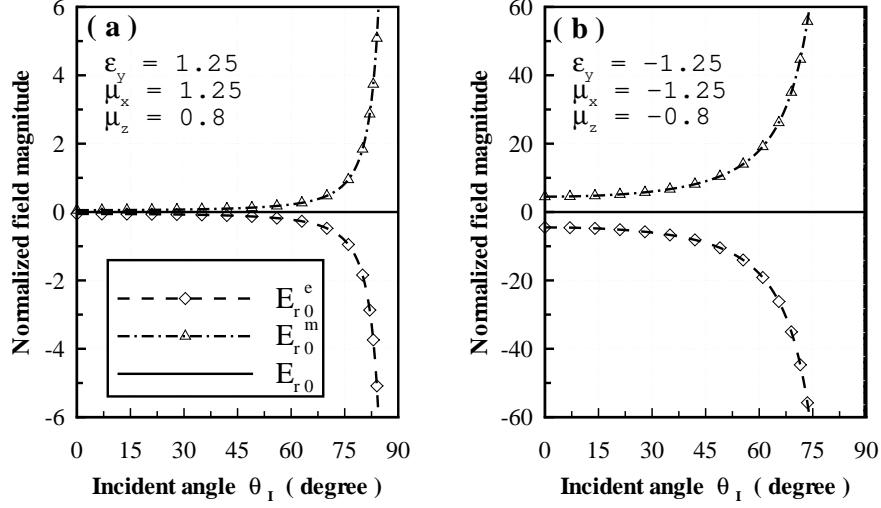 ( a )
ε_y = 1.25
μ_x = 1.25
μ_z = 0.8
6
4
2
0
-2
-4
-6
Normalized field magnitude
E_r0^e
E_r0^m
E_r0
0 15 30 45 60 75 90
Incident angle θ_I ( degree )
( b )
ε_y = -1.25
μ_x = -1.25
μ_z = -0.8
60
40
20
0
-20
-40
-60
Normalized field magnitude
0 15 30 45 60 75 90
Incident angle θ_I ( degree )